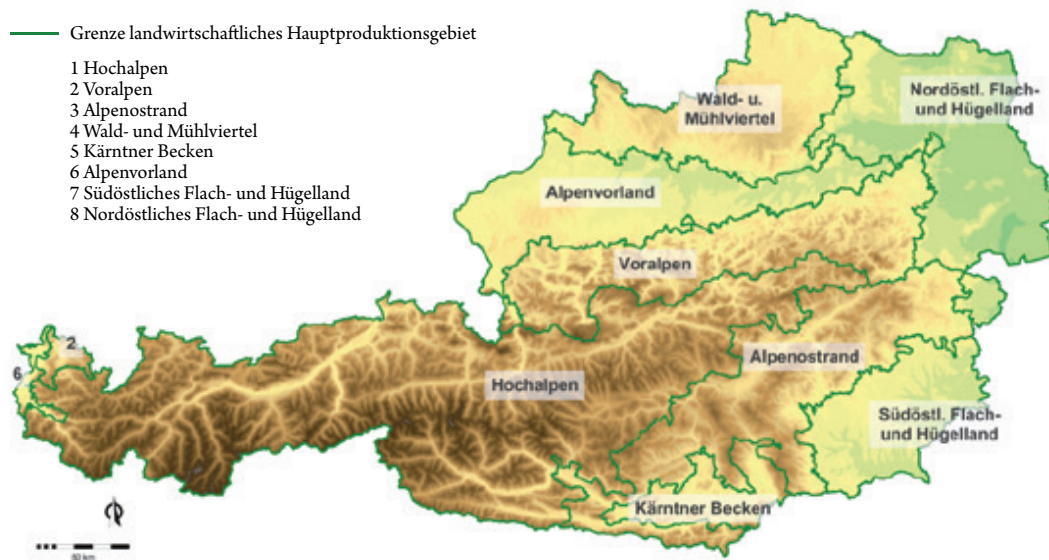 Grenze landwirtschaftliches Hauptproduktionsgebiet
1 Hochalpen
2 Voralpen
3 Alpenostrand
4 Wald- und Mühlviertel
5 Kärntner Becken
6 Alpenvorland
7 Südöstliches Flach- und Hügelland
8 Nordöstliches Flach- und Hügelland
Wald- u.
Mühlviertel
Nordöstl. Flach-
und Hügelland
Alpenvorland
Voralpen
2
6
Hochalpen
Alpenostrand
Südöstl. Flach-
und Hügelland
Kärntner Becken
50 km